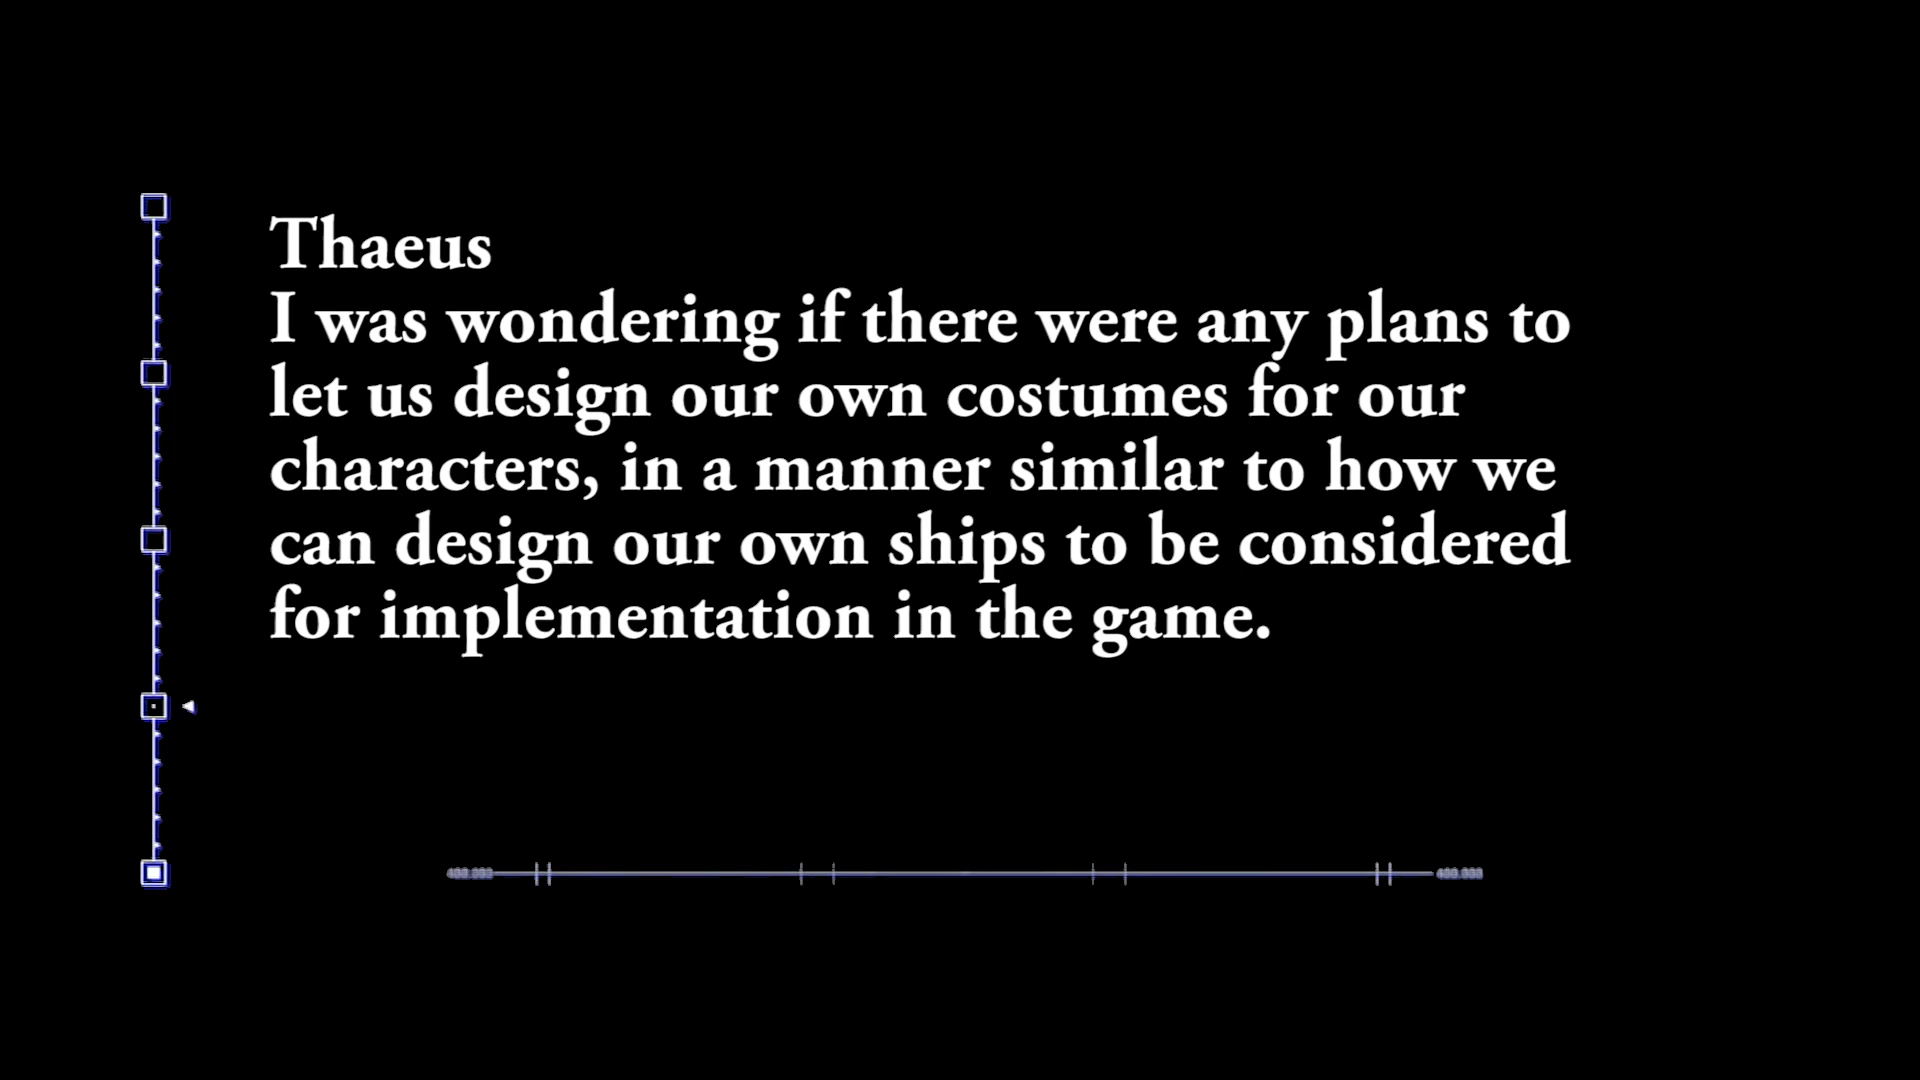 Thaeus
I was wondering if there were any plans to
let us design our own costumes for our
characters, in a manner similar to how we
can design our own ships to be considered
for implementation in the game.